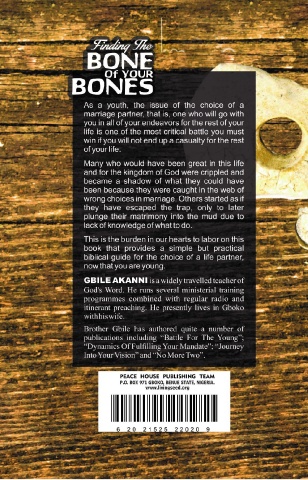 Finding The
BONE
OF YOUR
BONES
As a youth, the issue of the choice of a
marriage partner, that is, one who will go with
you in all of your endeavors for the rest of your
life is one of the most critical battle you must
win if you will not end up a casualty for the rest
of your life.
Many who would have been great in this life
and for the kingdom of God were crippled and
became a shadow of what they could have
been because they were caught in the web of
wrong choices in marriage. Others started as if
they have escaped the trap, only to later
plunge their matrimony into the mud due to
lack of knowledge of what to do.
This is the burden in our hearts to labor on this
book that provides a simple but practical
biblical guide for the choice of a life partner,
now that you are young.
GBILE AKANNI is a widely travelled teacher of
God's Word. He runs several ministerial training
programmes combined with regular radio and
itinerant preaching. He presently lives in Gboko
with his wife.
Brother Gbile has authored quite a number of
publications including "Battle For The Young";
"Dynamics Of Fulfilling Your Mandate"; "Journey
Into Your Vision" and "No More Two".
PEACE HOUSE PUBLISHING TEAM
P.O. BOX 971 GBOKO, BENUE STATE, NIGERIA.
www.livingseed.org
6 20 21525 22020 9